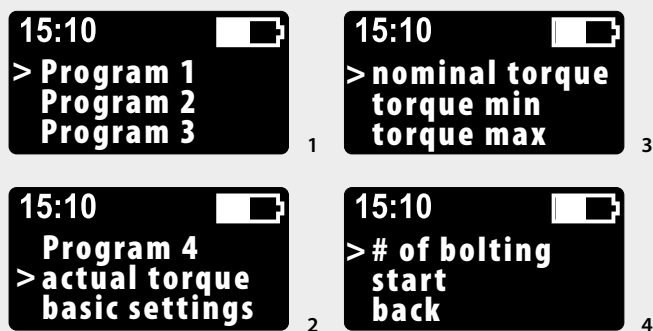 15:10
> Program 1
Program 2
Program 3
1
15:10
Program 4
> actual torque
basic settings
2
15:10
> nominal torque
torque min
torque max
3
15:10
> # of bolting
start
back
4